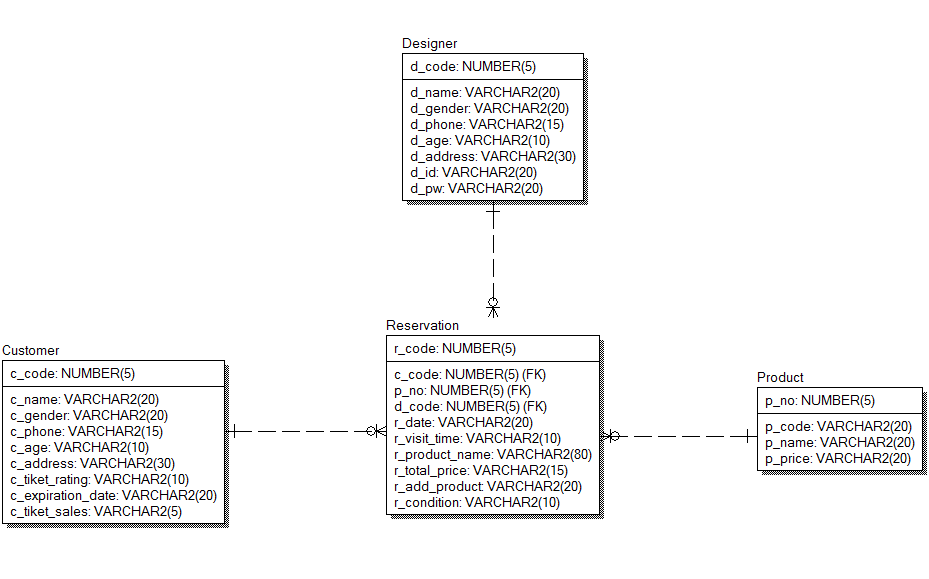 Designer
d_code: NUMBER(5)
d_name: VARCHAR2(20)
d_gender: VARCHAR2(20)
d_phone: VARCHAR2(15)
d_age: VARCHAR2(10)
d_address: VARCHAR2(30)
d_id: VARCHAR2(20)
d_pw: VARCHAR2(20)
Customer
c_code: NUMBER(5)
c_name: VARCHAR2(20)
c_gender: VARCHAR2(20)
c_phone: VARCHAR2(15)
c_age: VARCHAR2(10)
c_address: VARCHAR2(30)
c_tiket_rating: VARCHAR2(10)
c_expiration_date: VARCHAR2(20)
c_tiket_sales: VARCHAR2(5)
Reservation
r_code: NUMBER(5)
c_code: NUMBER(5) (FK)
p_no: NUMBER(5) (FK)
d_code: NUMBER(5) (FK)
r_date: VARCHAR2(20)
r_visit_time: VARCHAR2(10)
r_product_name: VARCHAR2(80)
r_total_price: VARCHAR2(15)
r_add_product: VARCHAR2(20)
r_condition: VARCHAR2(10)
Product
p_no: NUMBER(5)
p_code: VARCHAR2(20)
p_name: VARCHAR2(20)
p_price: VARCHAR2(20)